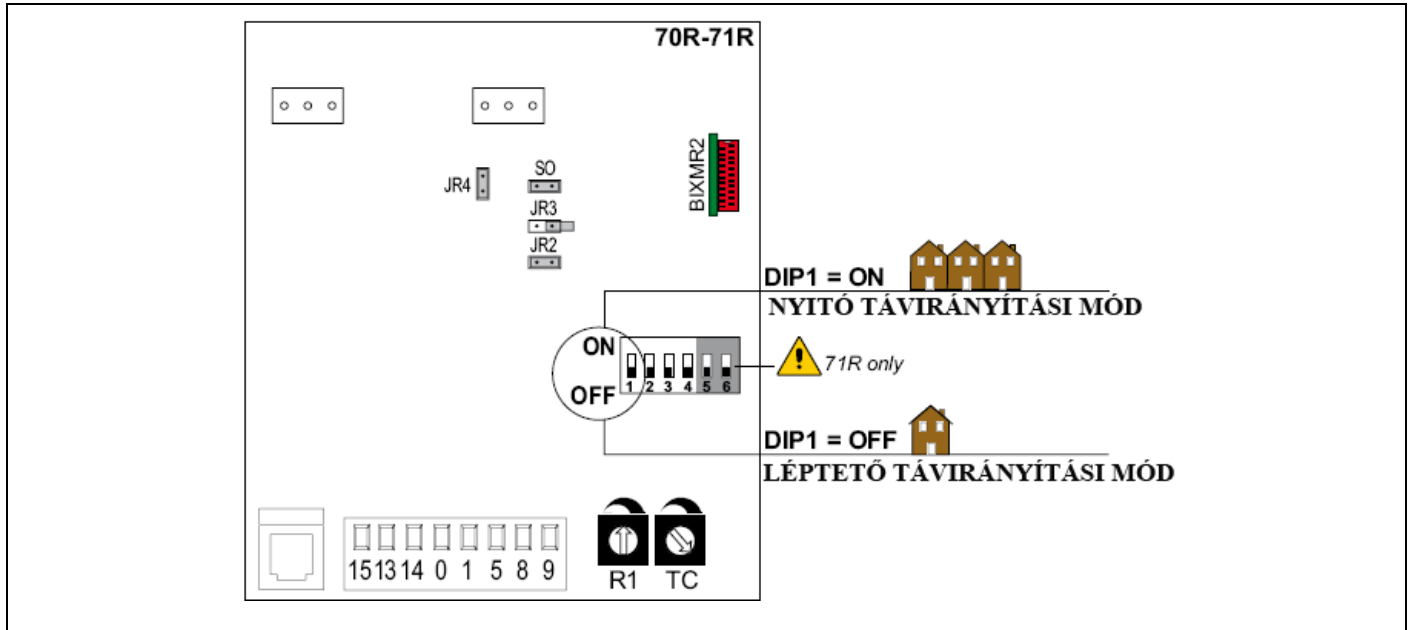 70R-71R
BIXMR2
JR4
SO
JR3
JR2
DIP1 = ON
NYITÓ TÁVIRÁNYÍTÁSI MÓD
ON
OFF
1 2 3 4 5 6
71R only
DIP1 = OFF
LÉPTETŐ TÁVIRÁNYÍTÁSI MÓD
15 13 14 0 1 5 8 9
R1 TC